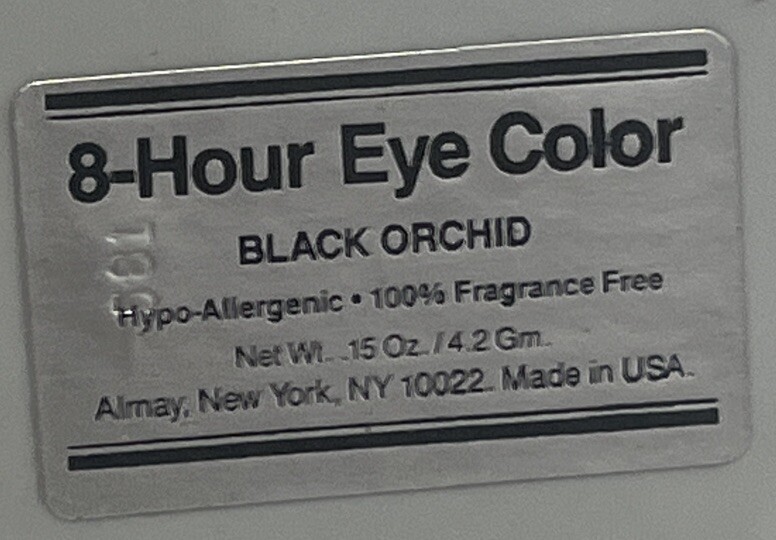 8-Hour Eye Color
BLACK ORCHID
Hypo-Allergenic • 100% Fragrance Free
Net Wt. .15 Oz. / 4.2 Gm.
Almay, New York, NY 10022. Made in USA.